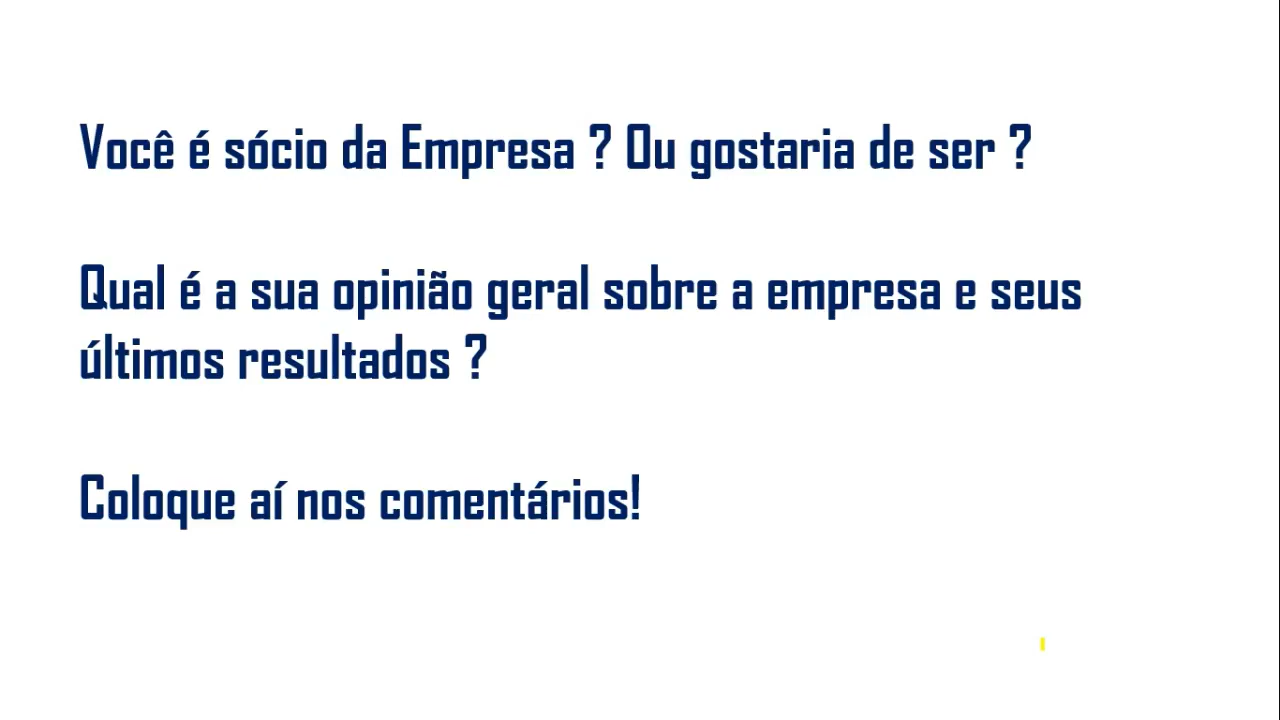 Você é sócio da Empresa ? Ou gostaria de ser ?
Qual é a sua opinião geral sobre a empresa e seus
últimos resultados ?
Coloque aí nos comentários!